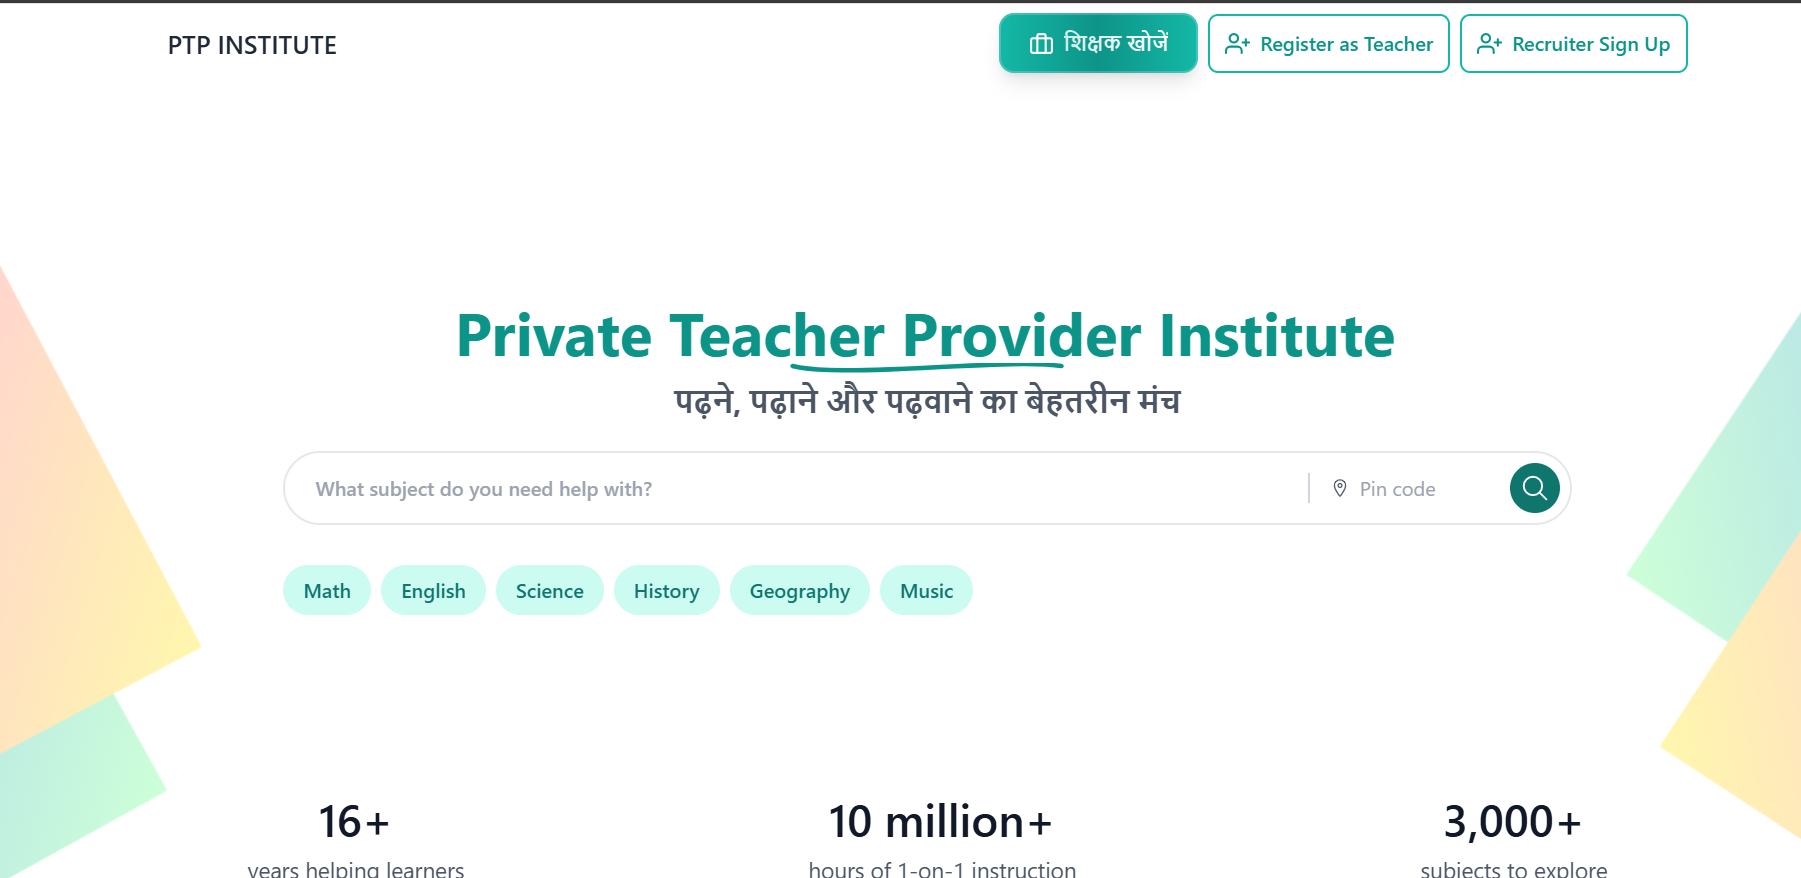 PTP INSTITUTE
शिक्षक खोजें
Register as Teacher
Recruiter Sign Up
Private Teacher Provider Institute
पढ़ने, पढ़ाने और पढ़वाने का बेहतरीन मंच
What subject do you need help with?
Pin code
Math
English
Science
History
Geography
Music
16+
10 million+
3,000+
years helping learners
hours of 1-on-1 instruction
subjects to explore